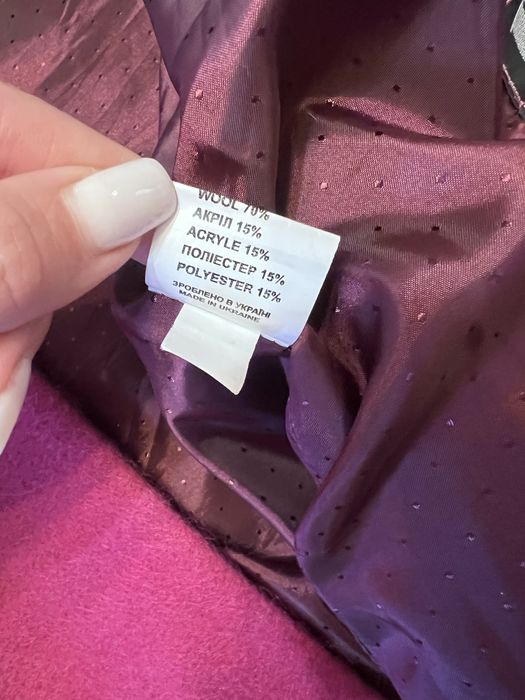 WOOL 70%
АКРІЛ 15%
ACRYLE 15%
ПОЛІЕСТЕР 15%
POLYESTER 15%
ЗРОБЛЕНО В УКРАЇНІ
MADE IN UKRAINE